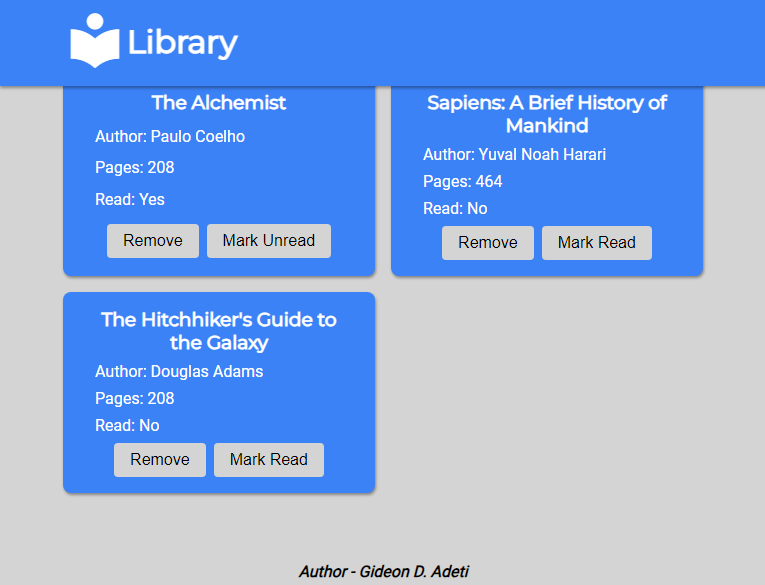 Library
The Alchemist
Author: Paulo Coelho
Pages: 208
Read: Yes
Remove
Mark Unread
Sapiens: A Brief History of
Mankind
Author: Yuval Noah Harari
Pages: 464
Read: No
Remove
Mark Read
The Hitchhiker's Guide to
the Galaxy
Author: Douglas Adams
Pages: 208
Read: No
Remove
Mark Read
Author - Gideon D. Adeti